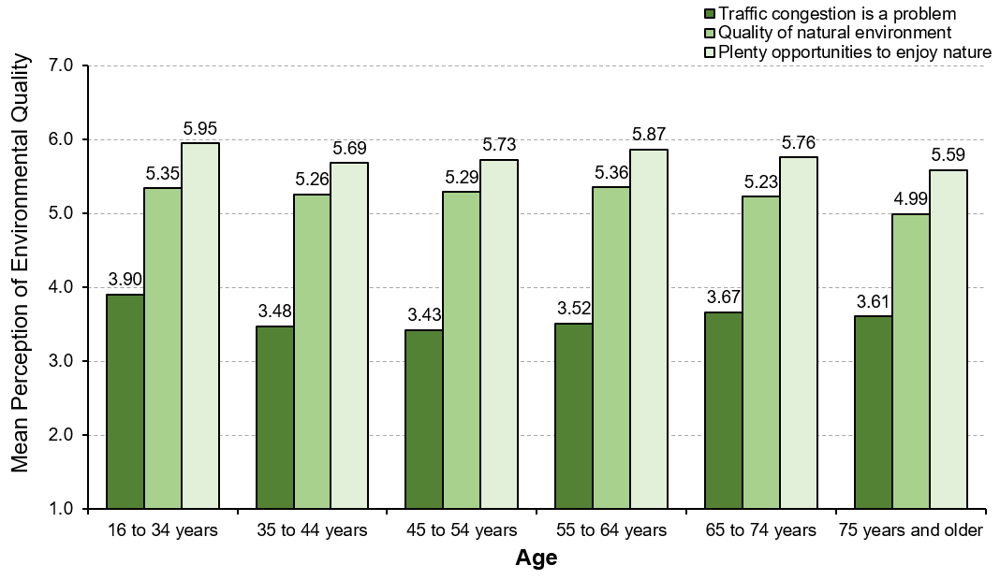 Traffic congestion is a problem
Quality of natural environment
Plenty opportunities to enjoy nature
Mean Perception of Environmental Quality
7.0
6.0
5.0
4.0
3.0
2.0
1.0
3.90
5.35
5.95
3.48
5.26
5.69
3.43
5.29
5.73
3.52
5.36
5.87
3.67
5.23
5.76
3.61
4.99
5.59
16 to 34 years
35 to 44 years
45 to 54 years
55 to 64 years
65 to 74 years
75 years and older
Age